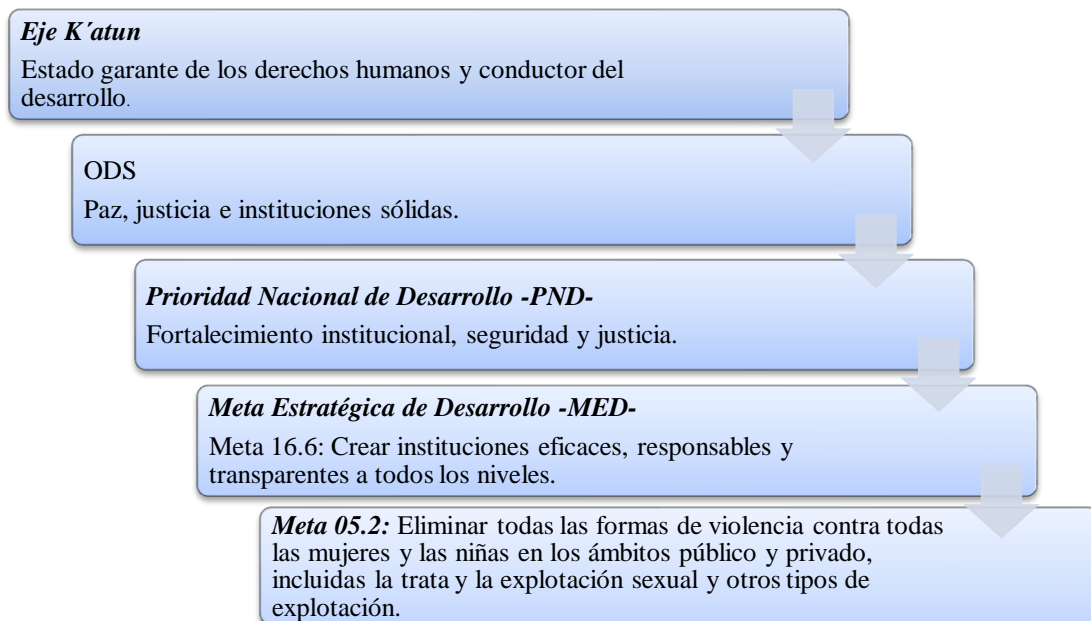 Eje K´atun
Estado garante de los derechos humanos y conductor del
desarrollo.
ODS
Paz, justicia e instituciones sólidas.
Prioridad Nacional de Desarrollo -PND-
Fortalecimiento institucional, seguridad y justicia.
Meta Estratégica de Desarrollo -MED-
Meta 16.6: Crear instituciones eficaces, responsables y
transparentes a todos los niveles.
Meta 05.2: Eliminar todas las formas de violencia contra todas
las mujeres y las niñas en los ámbitos público y privado,
incluidas la trata y la explotación sexual y otros tipos de
explotación.